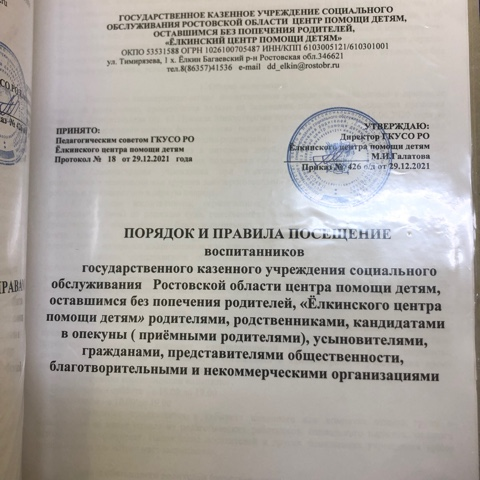 ГОСУДАРСТВЕННОЕ КАЗЕННОЕ УЧРЕЖДЕНИЕ СОЦИАЛЬНОГО
ОБСЛУЖИВАНИЯ РОСТОВСКОЙ ОБЛАСТИ ЦЕНТР ПОМОЩИ ДЕТЯМ,
ОСТАВШИМСЯ БЕЗ ПОПЕЧЕНИЯ РОДИТЕЛЕЙ,
«ЁЛКИНСКИЙ ЦЕНТР ПОМОЩИ ДЕТЯМ»
ОКПО 53531588 ОГРН 1026100705487 ИНН/КПП 6103005121/610301001
ул. Тимирязева, 1 х. Ёлкин Багаевский р-н Ростовская обл.346621
тел.8(86357)41536 e-mail dd_elkin@rostobr.ru
ПРИНЯТО:
Педагогическим советом ГКУСО РО
Ёлкинского центра помощи детям
Протокол № 18 от 29.12.2021 года
УТВЕРЖДАЮ:
Директор ГКУСО РО
Ёлкинского центра помощи детям
М.И.Галатова
Приказ № 426 о/д от 29.12.2021
ПОРЯДОК И ПРАВИЛА ПОСЕЩЕНИЕ
воспитанников
государственного казенного учреждения социального
обслуживания Ростовской области центра помощи детям,
оставшимся без попечения родителей, «Ёлкинского центра
помощи детям» родителями, родственниками, кандидатами
в опекуны ( приёмными родителями), усыновителями,
гражданами, представителями общественности,
благотворительными и некоммерческими организациями